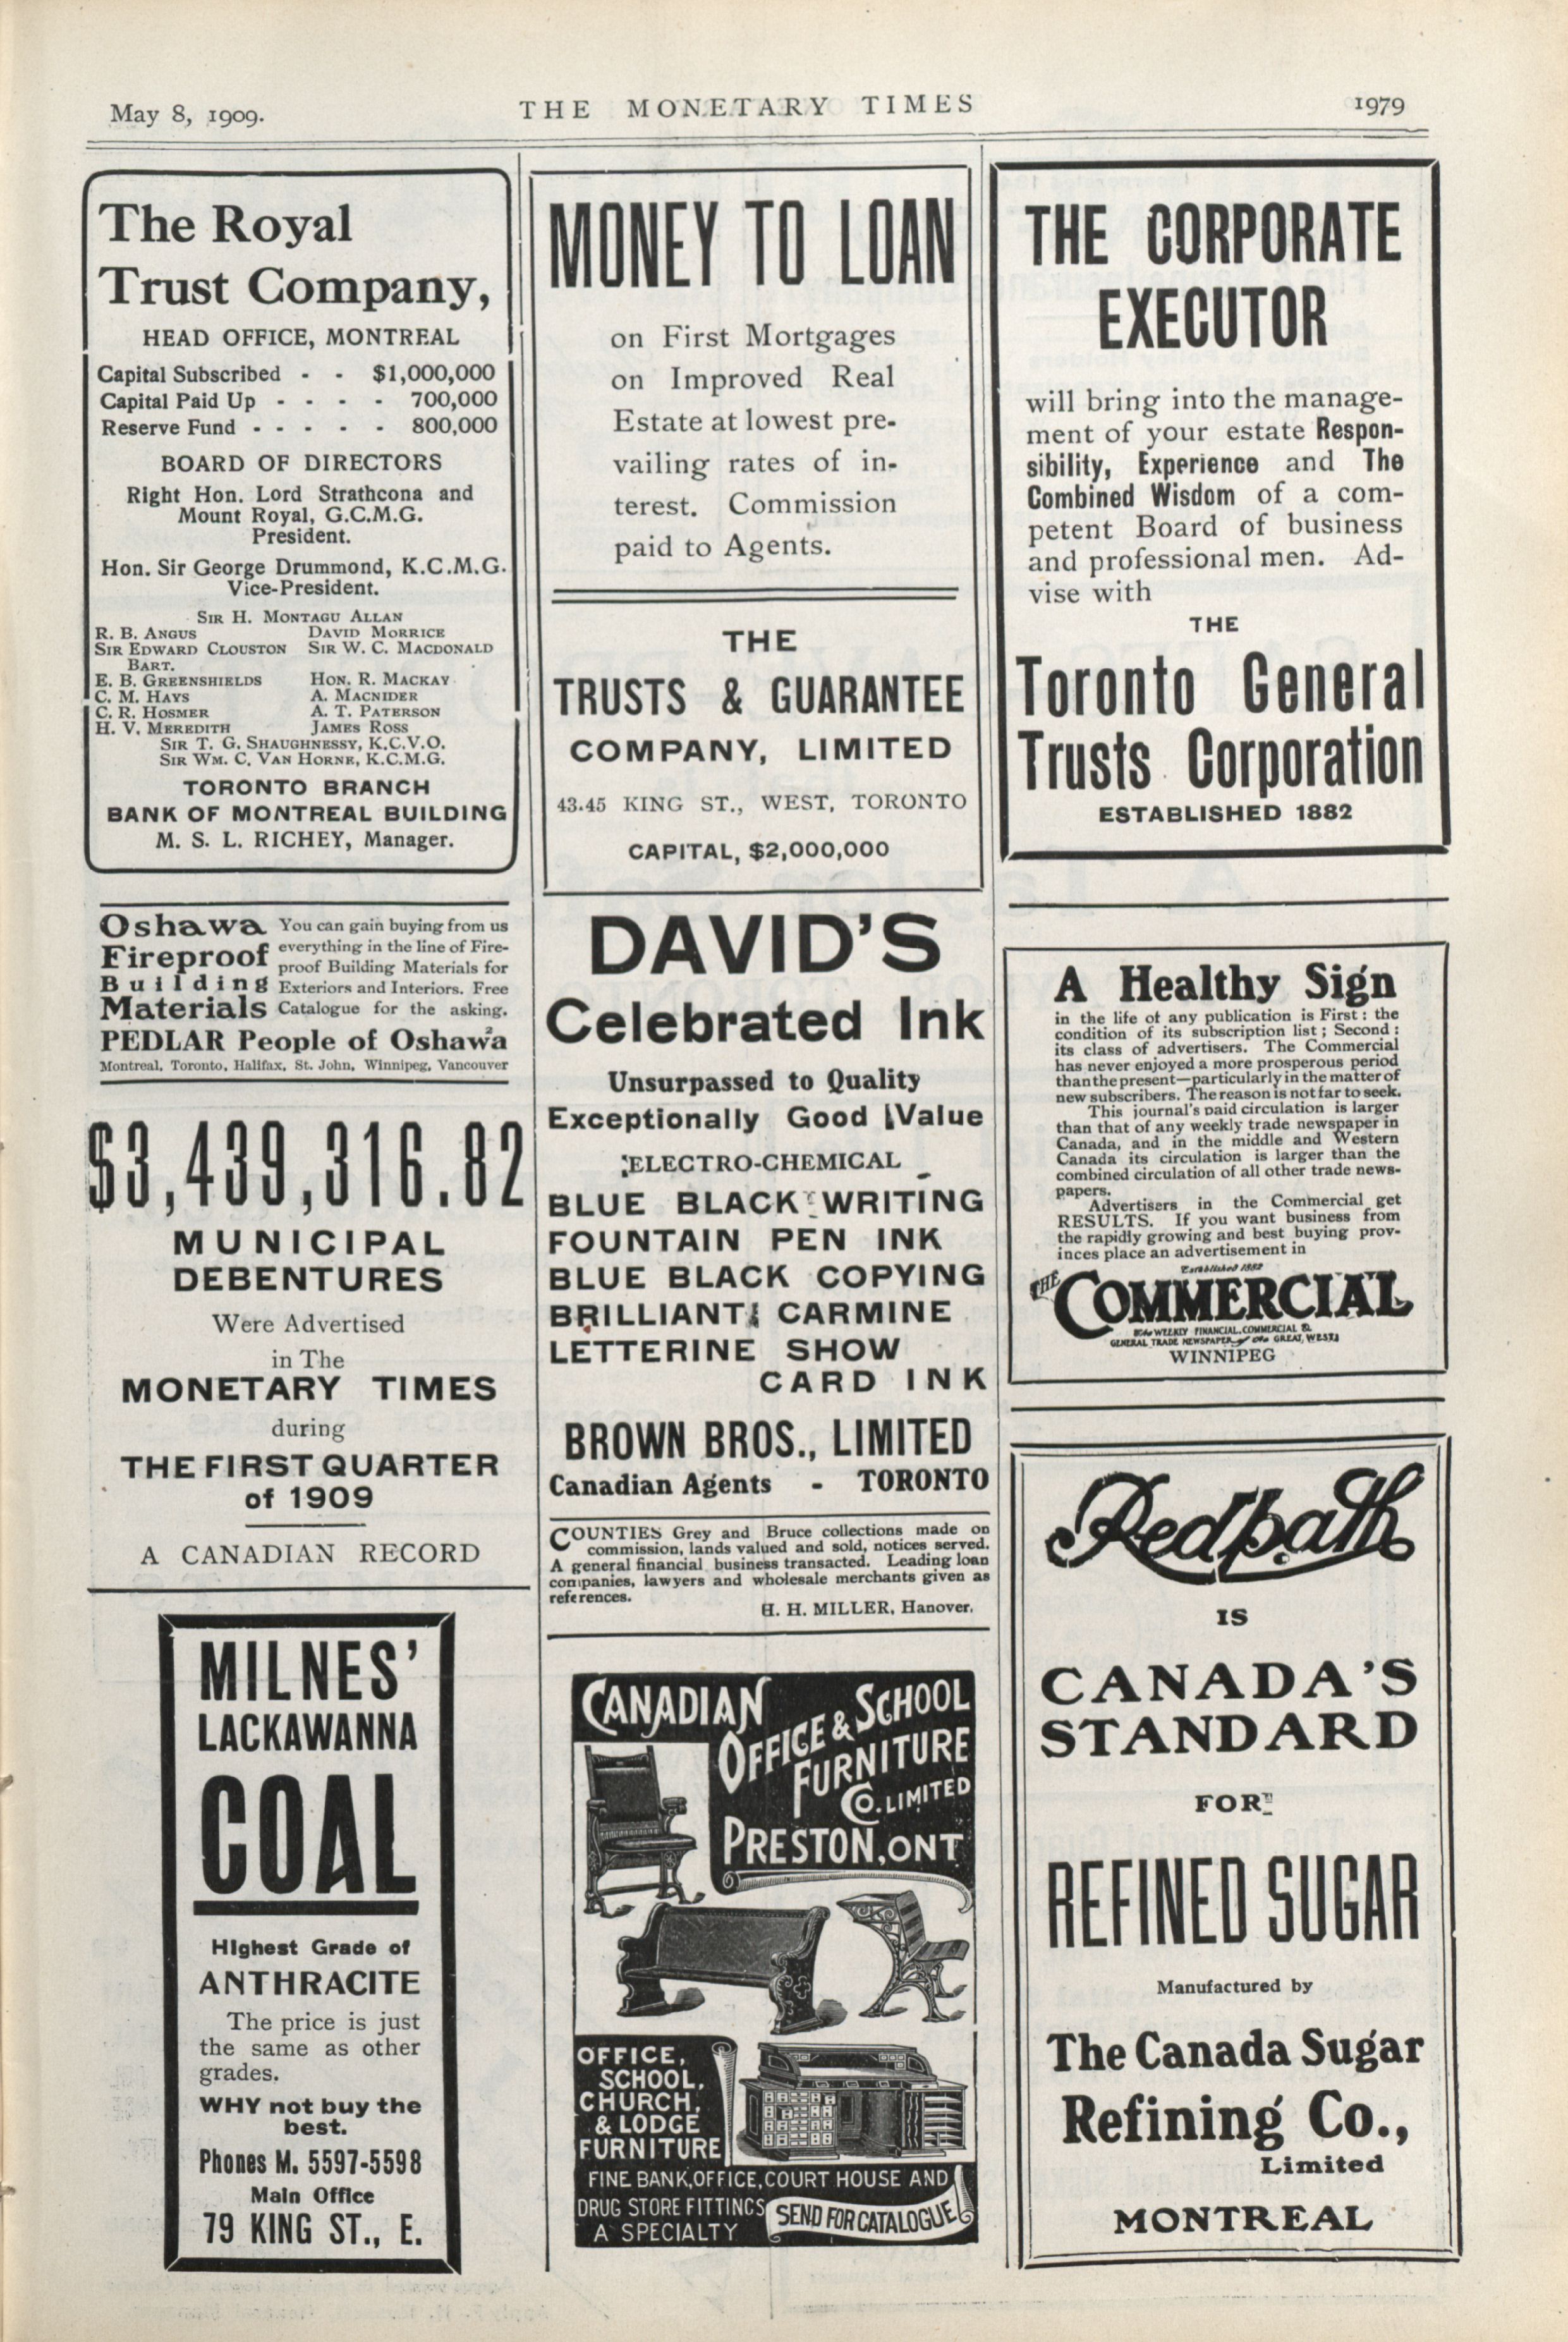 May 8, 1909.
THE MONETARY TIMES
1979
The Royal
Trust Company,
HEAD OFFICE, MONTREAL
Capital Subscribed - - $1,000,000
Capital Paid Up - - - - 700,000
Reserve Fund - - - - - 800,000
BOARD OF DIRECTORS
Right Hon. Lord Strathcona and
Mount Royal, G.C.M.G.
President.
Hon. Sir George Drummond, K.C.M.G.
Vice-President.
SIR H. MONTAGU ALLAN
R. B. ANGUS DAVID MORRICE
SIR EDWARD CLOUSTON SIR W. C. MACDONALD
BART.
E. B. GREENSHIELDS HON. R. MACKAY
C. M. HAYS A. MACNIDER
C. R. HOSMER A. T. PATERSON
H. V. MEREDITH JAMES ROSS
SIR T. G. SHAUGHNESSY, K.C.V.O.
SIR WM. C. VAN HORNE, K.C.M.G.
TORONTO BRANCH
BANK OF MONTREAL BUILDING
M. S. L. RICHEY, Manager.
Oshawa
Fireproof
Building
Materials
You can gain buying from us
everything in the line of Fire-
proof Building Materials for
Exteriors and Interiors. Free
Catalogue for the asking.
PEDLAR People of Oshawa
Montreal, Toronto, Halifax, St. John, Winnipeg, Vancouver
$3,439,316.82
MUNICIPAL
DEBENTURES
Were Advertised
in The
MONETARY TIMES
during
THE FIRST QUARTER
of 1909
A CANADIAN RECORD
MILNES'
LACKAWANNA
COAL
Highest Grade of
ANTHRACITE
The price is just
the same as other
grades.
WHY not buy the
best.
Phones M. 5597-5598
Main Office
79 KING ST., E.
MONEY TO LOAN
on First Mortgages
on Improved Real
Estate at lowest pre-
vailing rates of in-
terest. Commission
paid to Agents.
THE
TRUSTS & GUARANTEE
COMPANY, LIMITED
43.45 KING ST., WEST, TORONTO
CAPITAL, $2,000,000
DAVID'S
Celebrated Ink
Unsurpassed to Quality
Exceptionally Good Value
ELECTRO-CHEMICAL
BLUE BLACK WRITING
FOUNTAIN PEN INK
BLUE BLACK COPYING
BRILLIANT CARMINE
LETTERINE SHOW
CARD INK
BROWN BROS., LIMITED
Canadian Agents - TORONTO
COUNTIES Grey and Bruce collections made on
commission, lands valued and sold, notices served.
A general financial business transacted. Leading loan
companies, lawyers and wholesale merchants given as
references.
H. H. MILLER, Hanover.
CANADIAN
OFFICE & SCHOOL
FURNITURE
CO. LIMITED
PRESTON, ONT
OFFICE,
SCHOOL,
CHURCH,
& LODGE
FURNITURE
FINE BANK, OFFICE, COURT HOUSE AND
DRUG STORE FITTINGS
A SPECIALTY
SEND FOR CATALOGUE
THE CORPORATE
EXECUTOR
will bring into the manage-
ment of your estate Respon-
sibility, Experience and The
Combined Wisdom of a com-
petent Board of business
and professional men. Ad-
vise with
THE
Toronto General
Trusts Corporation
ESTABLISHED 1882
A Healthy Sign
in the life of any publication is First : the
condition of its subscription list ; Second :
its class of advertisers. The Commercial
has never enjoyed a more prosperous period
than the present—particularly in the matter of
new subscribers. The reason is not far to seek.
This journal's paid circulation is larger
than that of any weekly trade newspaper in
Canada, and in the middle and Western
Canada its circulation is larger than the
combined circulation of all other trade news-
papers.
Advertisers in the Commercial get
RESULTS. If you want business from
the rapidly growing and best buying prov-
inces place an advertisement in
Established 1882
THE COMMERCIAL
WEEKLY FINANCIAL, COMMERCIAL &
GENERAL TRADE NEWSPAPER of the GREAT WEST
WINNIPEG
Redpath
IS
CANADA'S
STANDARD
FOR
REFINED SUGAR
Manufactured by
The Canada Sugar
Refining Co.,
Limited
MONTREAL